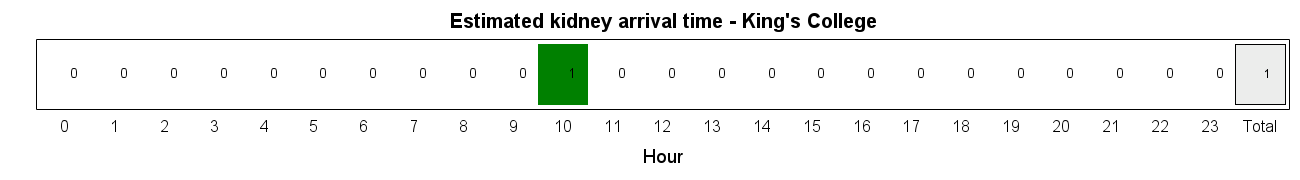 Estimated kidney arrival time - King's College
0 0 0 0 0 0 0 0 0 0 1 0 0 0 0 0 0 0 0 0 0 0 0 0 1
0 1 2 3 4 5 6 7 8 9 10 11 12 13 14 15 16 17 18 19 20 21 22 23 Total
Hour